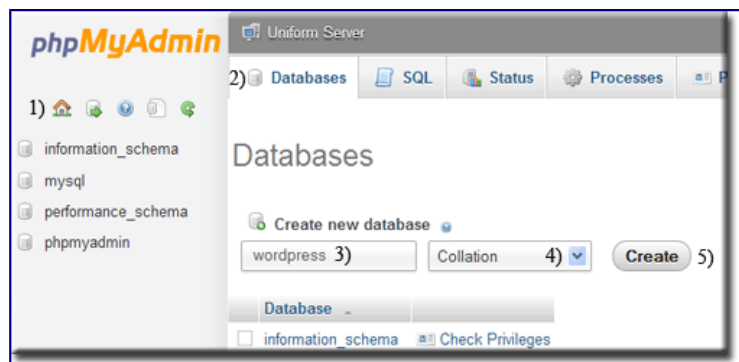 phpMyAdmin
Uniform Server
2) Databases SQL Status Processes P
1)
information_schema
mysql
performance_schema
phpmyadmin
Databases
Create new database
wordpress 3) Collation 4) Create 5)
Database
information_schema Check Privileges